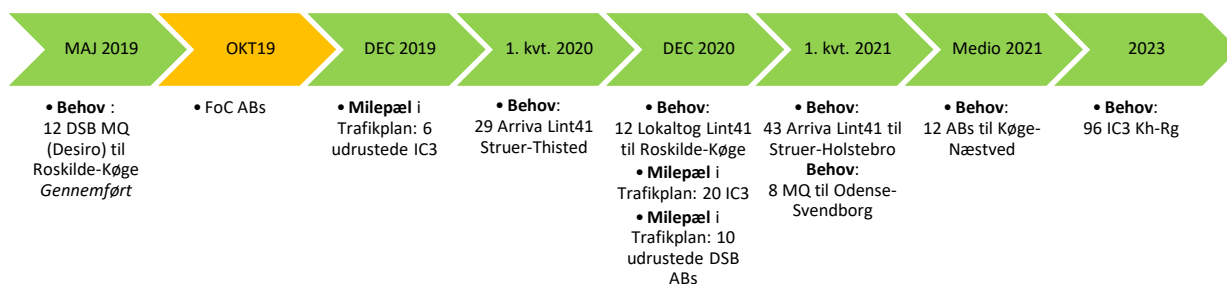 MAJ 2019
OKT19
DEC 2019
1. kvt. 2020
DEC 2020
1. kvt. 2021
Medio 2021
2023
• Behov :
12 DSB MQ
(Desiro) til
Roskilde-Køge
Gennemført
• FoC ABs
• Milepæl i
Trafikplan: 6
udrustede IC3
• Behov:
29 Arriva Lint41
Struer-Thisted
• Behov:
12 Lokaltog Lint41
til Roskilde-Køge
• Milepæl i
Trafikplan: 20 IC3
• Milepæl i
Trafikplan: 10
udrustede DSB
ABs
• Behov:
43 Arriva Lint41 til
Struer-Holstebro
Behov:
8 MQ til Odense-
Svendborg
• Behov:
12 ABs til Køge-
Næstved
• Behov:
96 IC3 Kh-Rg